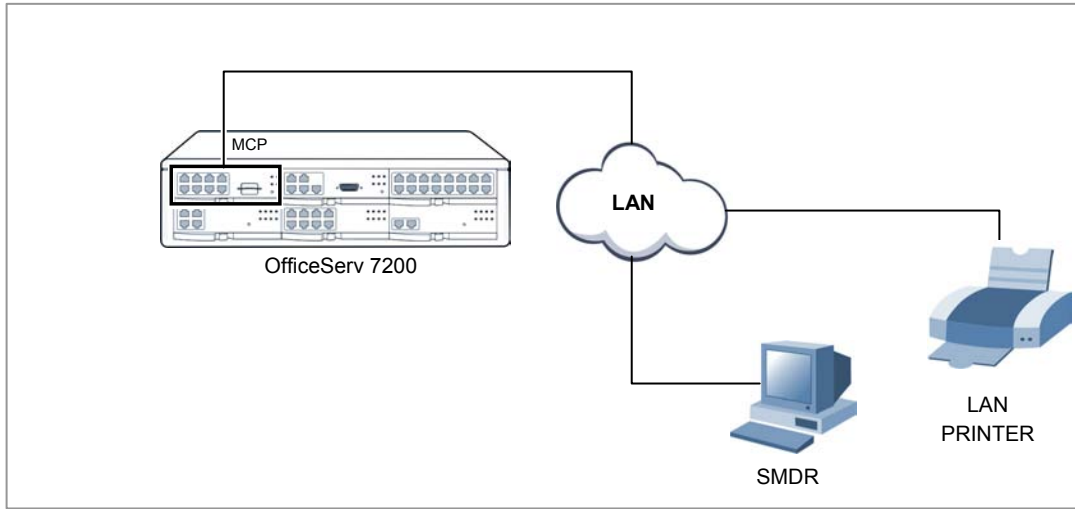 MCP
OfficeServ 7200
LAN
LAN
PRINTER
SMDR